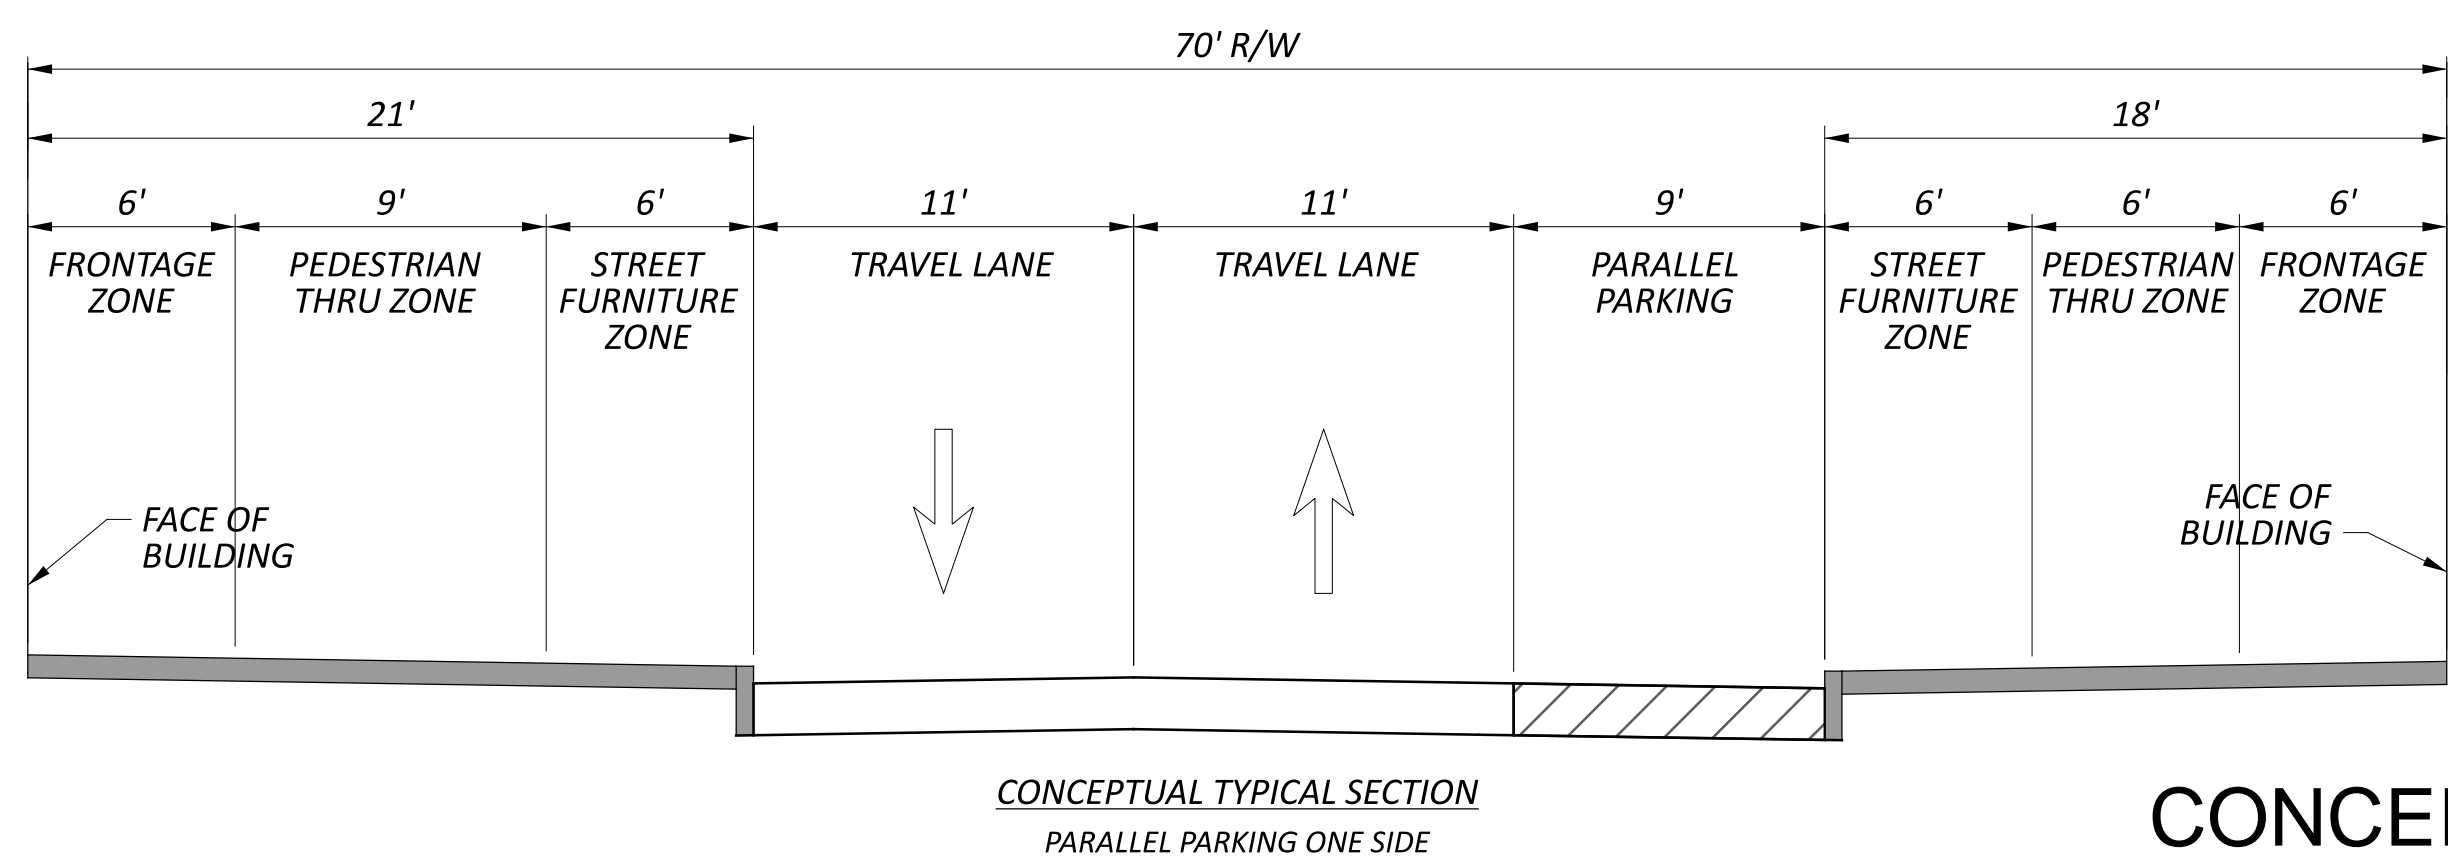 70' R/W
21'
18'
6'
9'
6'
11'
11'
9'
6'
6'
6'
FRONTAGE
ZONE
PEDESTRIAN
THRU ZONE
STREET
FURNITURE
ZONE
TRAVEL LANE
TRAVEL LANE
PARALLEL
PARKING
STREET
FURNITURE
ZONE
PEDESTRIAN
THRU ZONE
FRONTAGE
ZONE
FACE OF
BUILDING
FACE OF
BUILDING
CONCEPTUAL TYPICAL SECTION
PARALLEL PARKING ONE SIDE